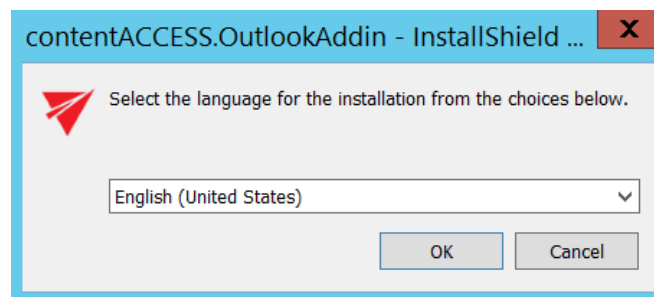 contentACCESS.OutlookAddin - InstallShield ...
Select the language for the installation from the choices below.
English (United States)
OK Cancel